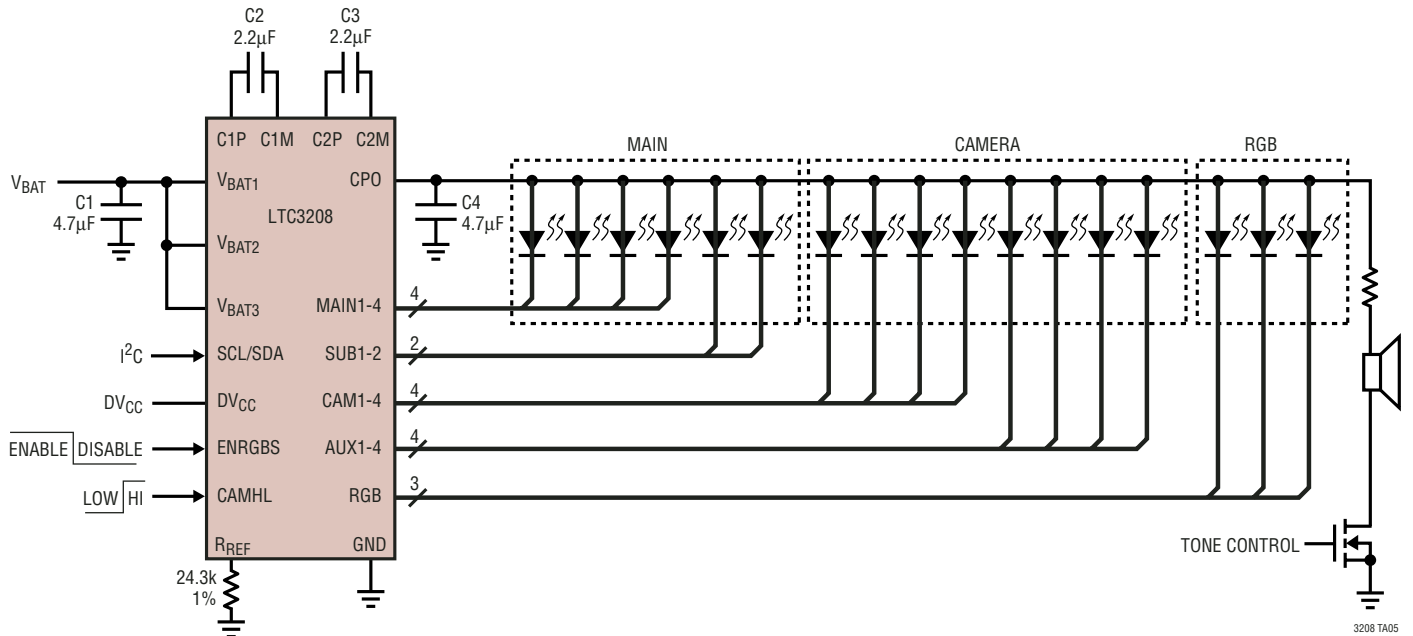 C2
2.2µF
C3
2.2µF
C1P C1M C2P C2M
MAIN
CAMERA
RGB
VBAT
VBAT1
CPO
C1
4.7µF
LTC3208
C4
4.7µF
VBAT2
VBAT3
MAIN1-4
4
I2C
SCL/SDA
SUB1-2
2
DVCC
DVCC
CAM1-4
4
ENABLE DISABLE
ENRGBS
AUX1-4
4
LOW HI
CAMHL
RGB
3
RREF
GND
24.3k
1%
TONE CONTROL
3208 TA05